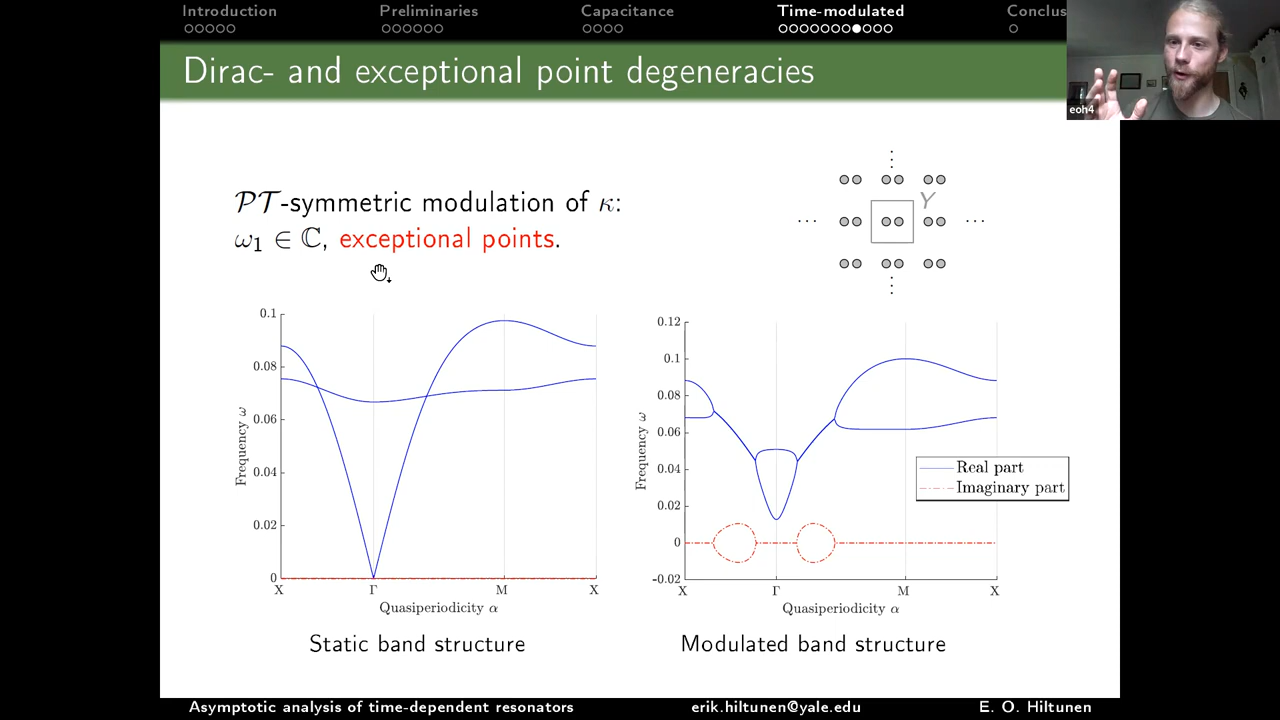 Introduction Preliminaries Capacitance Time-modulated Conclus
Dirac- and exceptional point degeneracies
eoh4
𝒫𝒯-symmetric modulation of κ:
ω₁ ∈ ℂ, exceptional points.
Y
0.1
0.08
0.06
0.04
0.02
0
Frequency ω
X Γ M X
Quasiperiodicity α
Static band structure
0.12
0.1
0.08
0.06
0.04
0.02
0
-0.02
Frequency ω
Real part
Imaginary part
X Γ M X
Quasiperiodicity α
Modulated band structure
Asymptotic analysis of time-dependent resonators erik.hiltunen@yale.edu E. O. Hiltunen